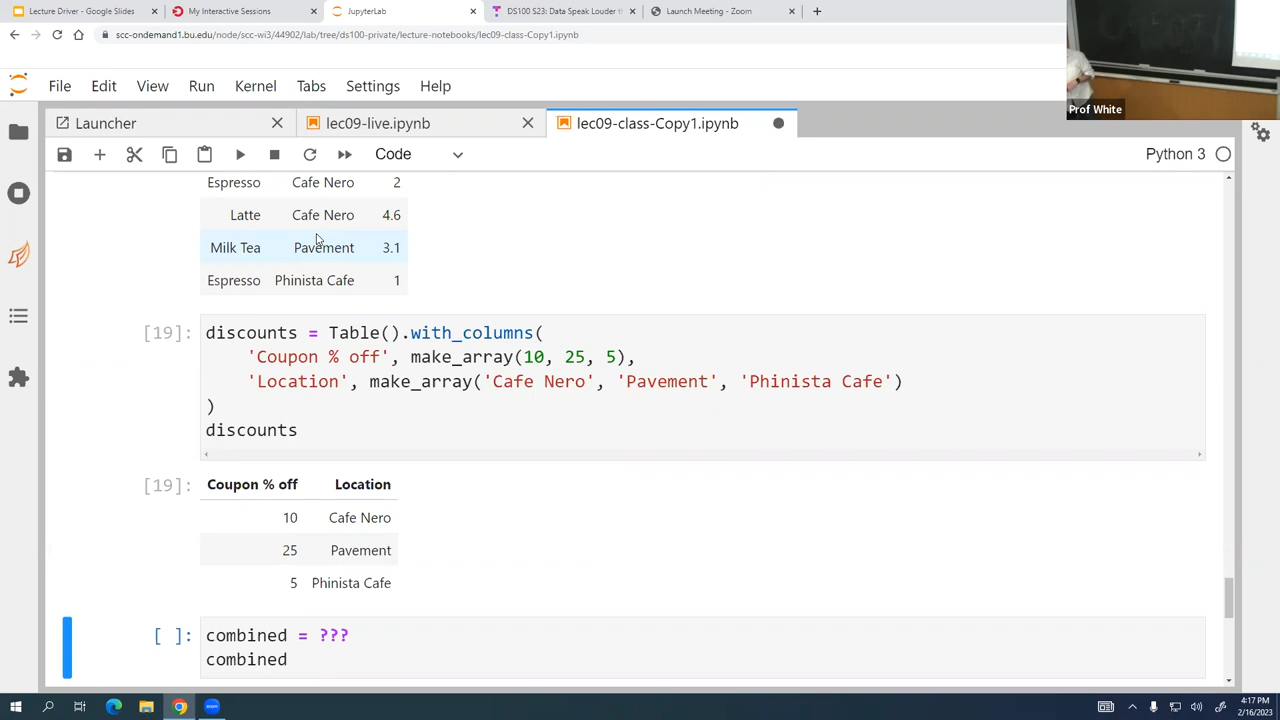 Lecture Driver - Google Slides
My Interactive Sessions
JupyterLab
DS100 S23: Data Speak Louder
Launch Meeting - Zoom
scc-ondemand1.bu.edu/node/scc-wi3/44902/lab/tree/ds100-private/lecture-notebooks/lec09-class-Copy1.ipynb
File Edit View Run Kernel Tabs Settings Help
Prof White
Launcher
lec09-live.ipynb
lec09-class-Copy1.ipynb
Code
Python 3
Espresso Cafe Nero 2
Latte Cafe Nero 4.6
Milk Tea Pavement 3.1
Espresso Phinista Cafe 1
[19]: discounts = Table().with_columns(
'Coupon % off', make_array(10, 25, 5),
'Location', make_array('Cafe Nero', 'Pavement', 'Phinista Cafe')
)
discounts
[19]: Coupon % off Location
10 Cafe Nero
25 Pavement
5 Phinista Cafe
[ ]: combined = ???
combined
4:17 PM
2/16/2023